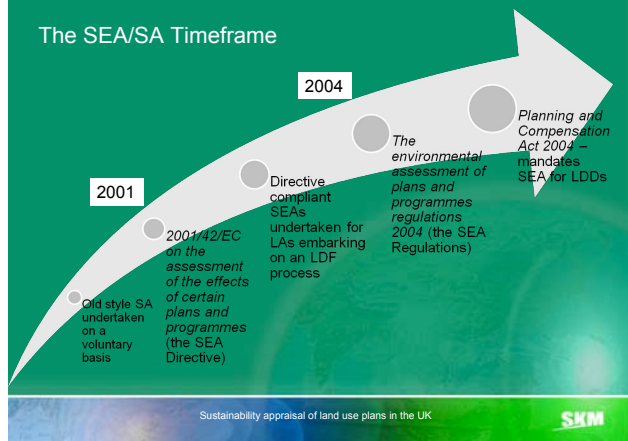 The SEA/SA Timeframe
2004
2001
Old style SA
undertaken
on a
voluntary
basis
2001/42/EC
on the
assessment
of the effects
of certain
plans and
programmes
(the SEA
Directive)
Directive
compliant
SEAs
undertaken for
LAs embarking
on an LDF
process
The
environmental
assessment of
plans and
programmes
regulations
2004 (the SEA
Regulations)
Planning and
Compensation
Act 2004 –
mandates
SEA for LDDs
Sustainability appraisal of land use plans in the UK
SKM